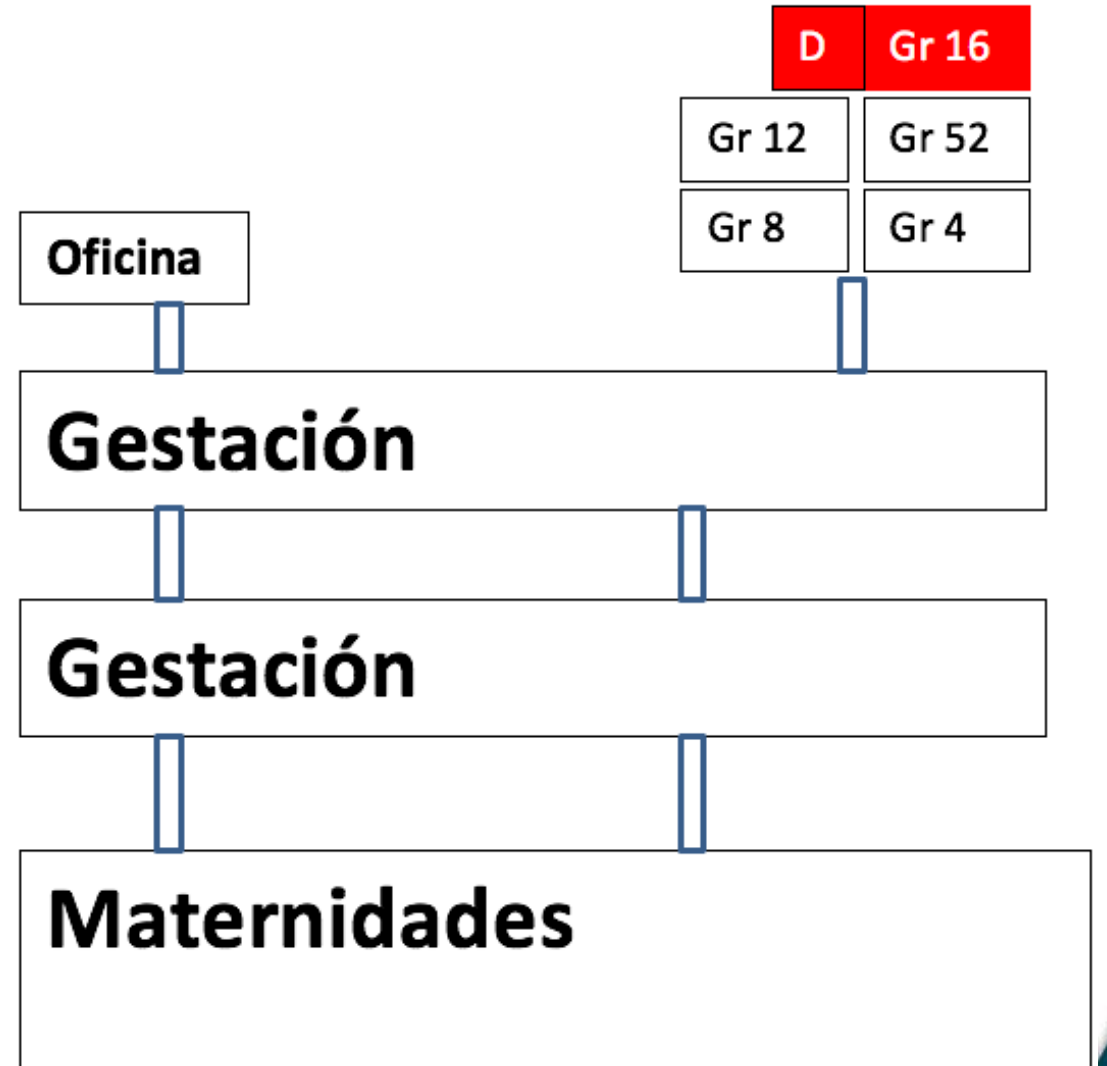 D Gr 16
Gr 12 Gr 52
Gr 8 Gr 4
Oficina
Gestación
Gestación
Maternidades